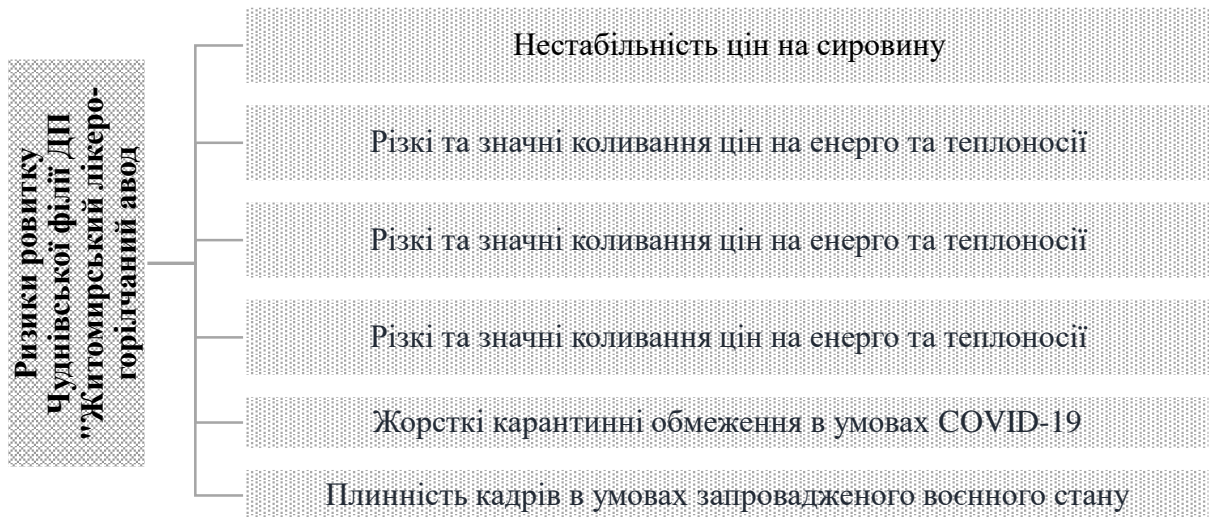 Ризики ровитку
Чуднівської філії ДП
"Житомирський лікеро-
горілчаний авод
Нестабільність цін на сировину
Різкі та значні коливання цін на енерго та теплоносії
Різкі та значні коливання цін на енерго та теплоносії
Різкі та значні коливання цін на енерго та теплоносії
Жорсткі карантинні обмеження в умовах COVID-19
Плинність кадрів в умовах запровадженого воєнного стану